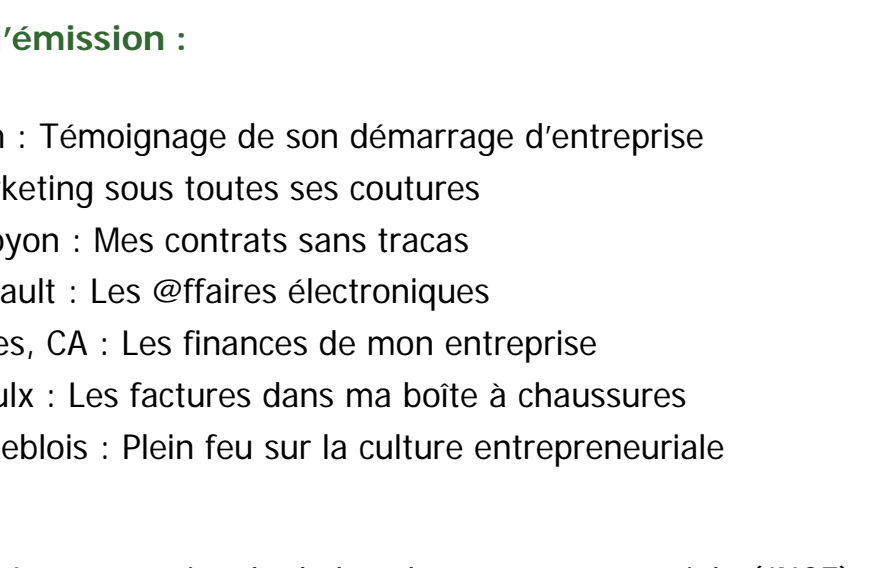 l'émission :
n : Témoignage de son démarrage d'entreprise
keting sous toutes ses coutures
oyon : Mes contrats sans tracas
ault : Les @ffaires électroniques
es, CA : Les finances de mon entreprise
ulx : Les factures dans ma boîte à chaussures
eblois : Plein feu sur la culture entrepreneuriale